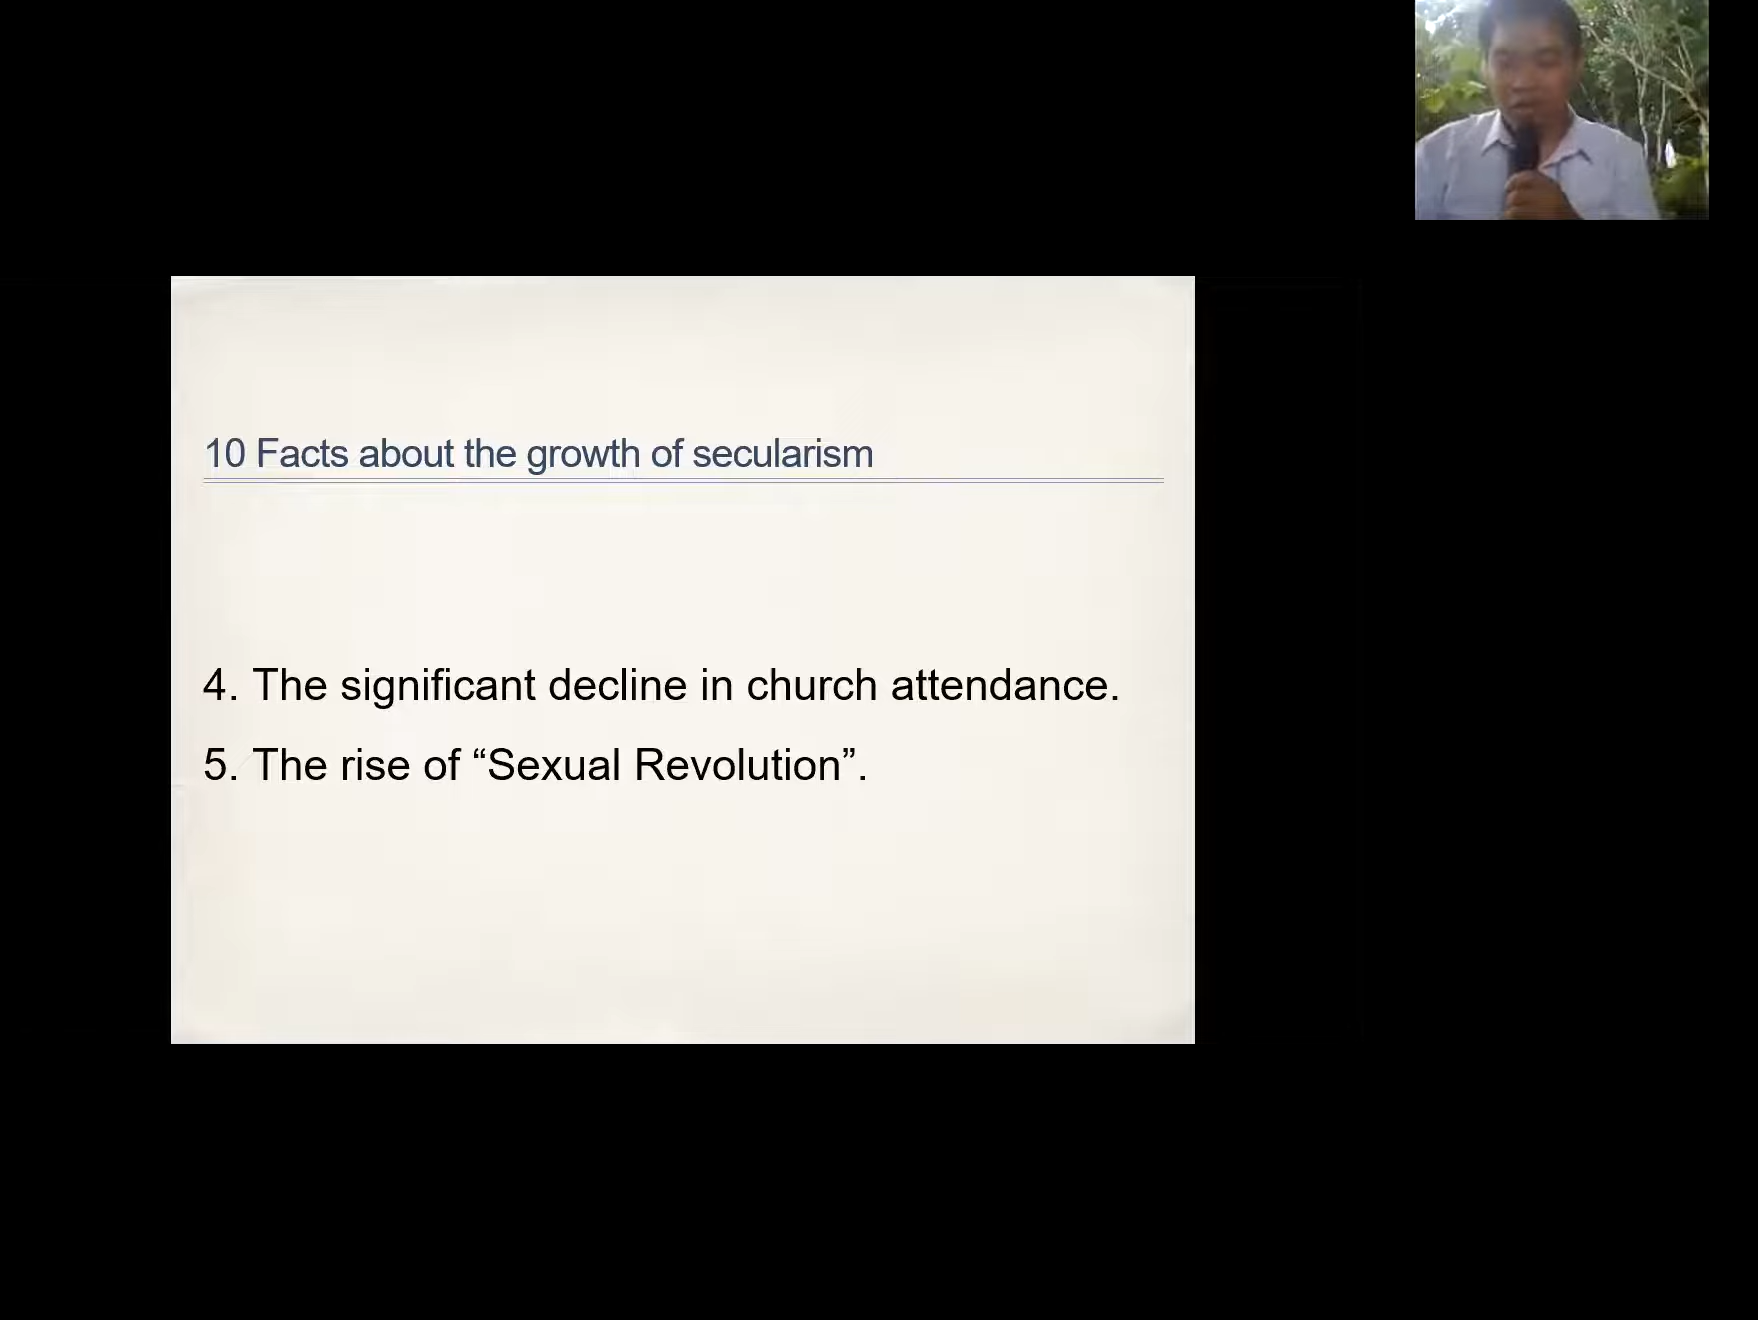 10 Facts about the growth of secularism
4. The significant decline in church attendance.
5. The rise of “Sexual Revolution”.